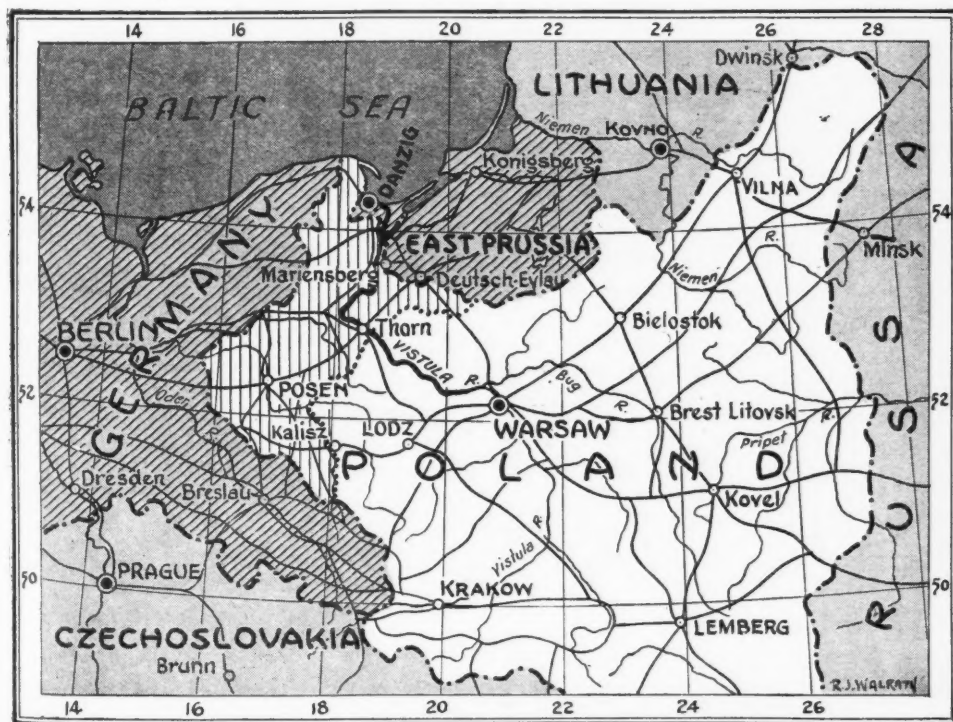 14 16 18 20 22 24 26 28
Dwinsk
LITHUANIA
BALTIC SEA
Niemen R.
KOVNO
Konigsberg
VILNA
DANZIG
54 54
Minsk
EAST PRUSSIA
Mariensberg
Deutsch-Eylau
R.
Niemen
GERMANY
BERLIN
Thorn
Bielostok
VISTULA R.
Bug R.
POSEN
52 52
Oder
WARSAW
Brest Litovsk
R.
Kalisz
LODZ
Pripet
POLAND
Dresden
Breslau
Kovel
RUSSIA
R.
Vistula
50 50
PRAGUE
KRAKOW
LEMBERG
CZECHOSLOVAKIA
Brunn
R.J. WALRATH
14 16 18 20 22 24 26